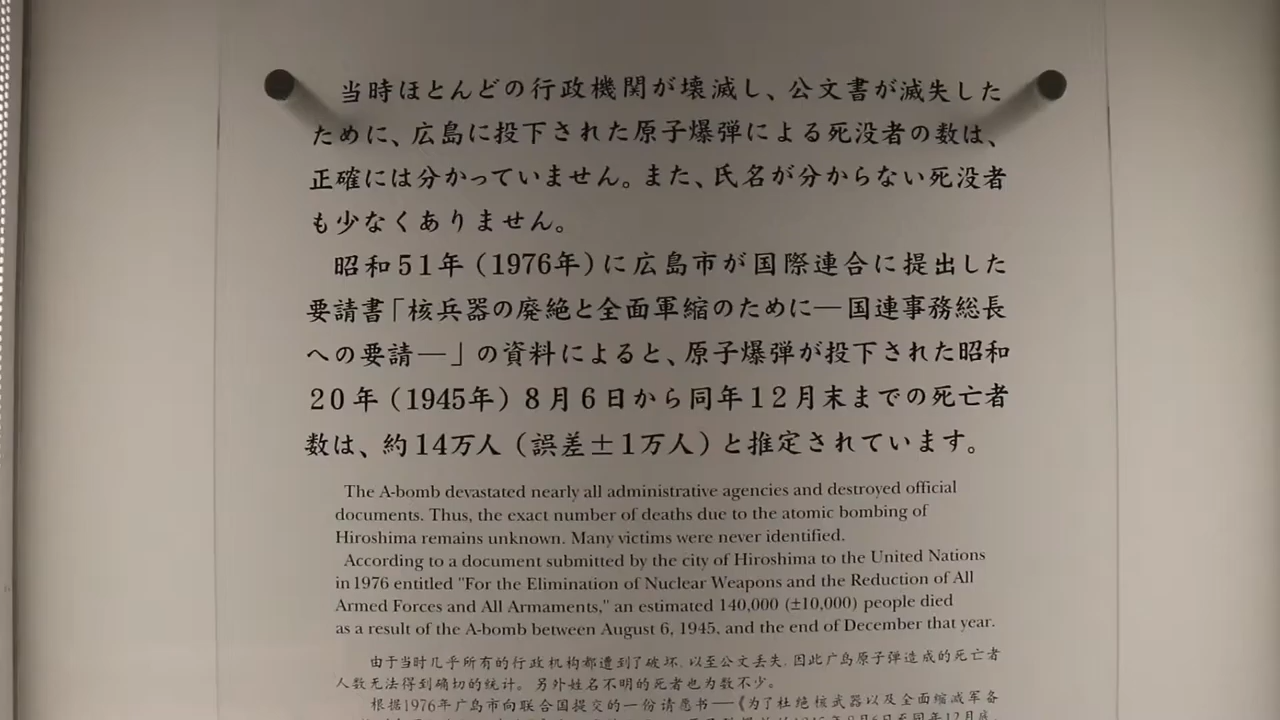 当時ほとんどの行政機関が壊滅し、公文書が滅失した
ために、広島に投下された原子爆弾による死没者の数は、
正確には分かっていません。また、氏名が分からない死没者
も少なくありません。
昭和51年（1976年）に広島市が国際連合に提出した
要請書「核兵器の廃絶と全面軍縮のために―国連事務総長
への要請―」の資料によると、原子爆弾が投下された昭和
20年（1945年）8月6日から同年12月末までの死亡者
数は、約14万人（誤差±1万人）と推定されています。
The A-bomb devastated nearly all administrative agencies and destroyed official
documents. Thus, the exact number of deaths due to the atomic bombing of
Hiroshima remains unknown. Many victims were never identified.
According to a document submitted by the city of Hiroshima to the United Nations
in 1976 entitled "For the Elimination of Nuclear Weapons and the Reduction of All
Armed Forces and All Armaments," an estimated 140,000 (±10,000) people died
as a result of the A-bomb between August 6, 1945, and the end of December that year.
由于当时几乎所有的行政机构都遭到了破坏，以至公文丢失，因此广岛原子弹造成的死亡者
人数无法得到确切的统计。另外姓名不明的死者也为数不少。
根据1976年广岛市向联合国提交的一份请愿书——《为了杜绝核武器以及全面缩减军备
1945年8月6日至同年12月底，